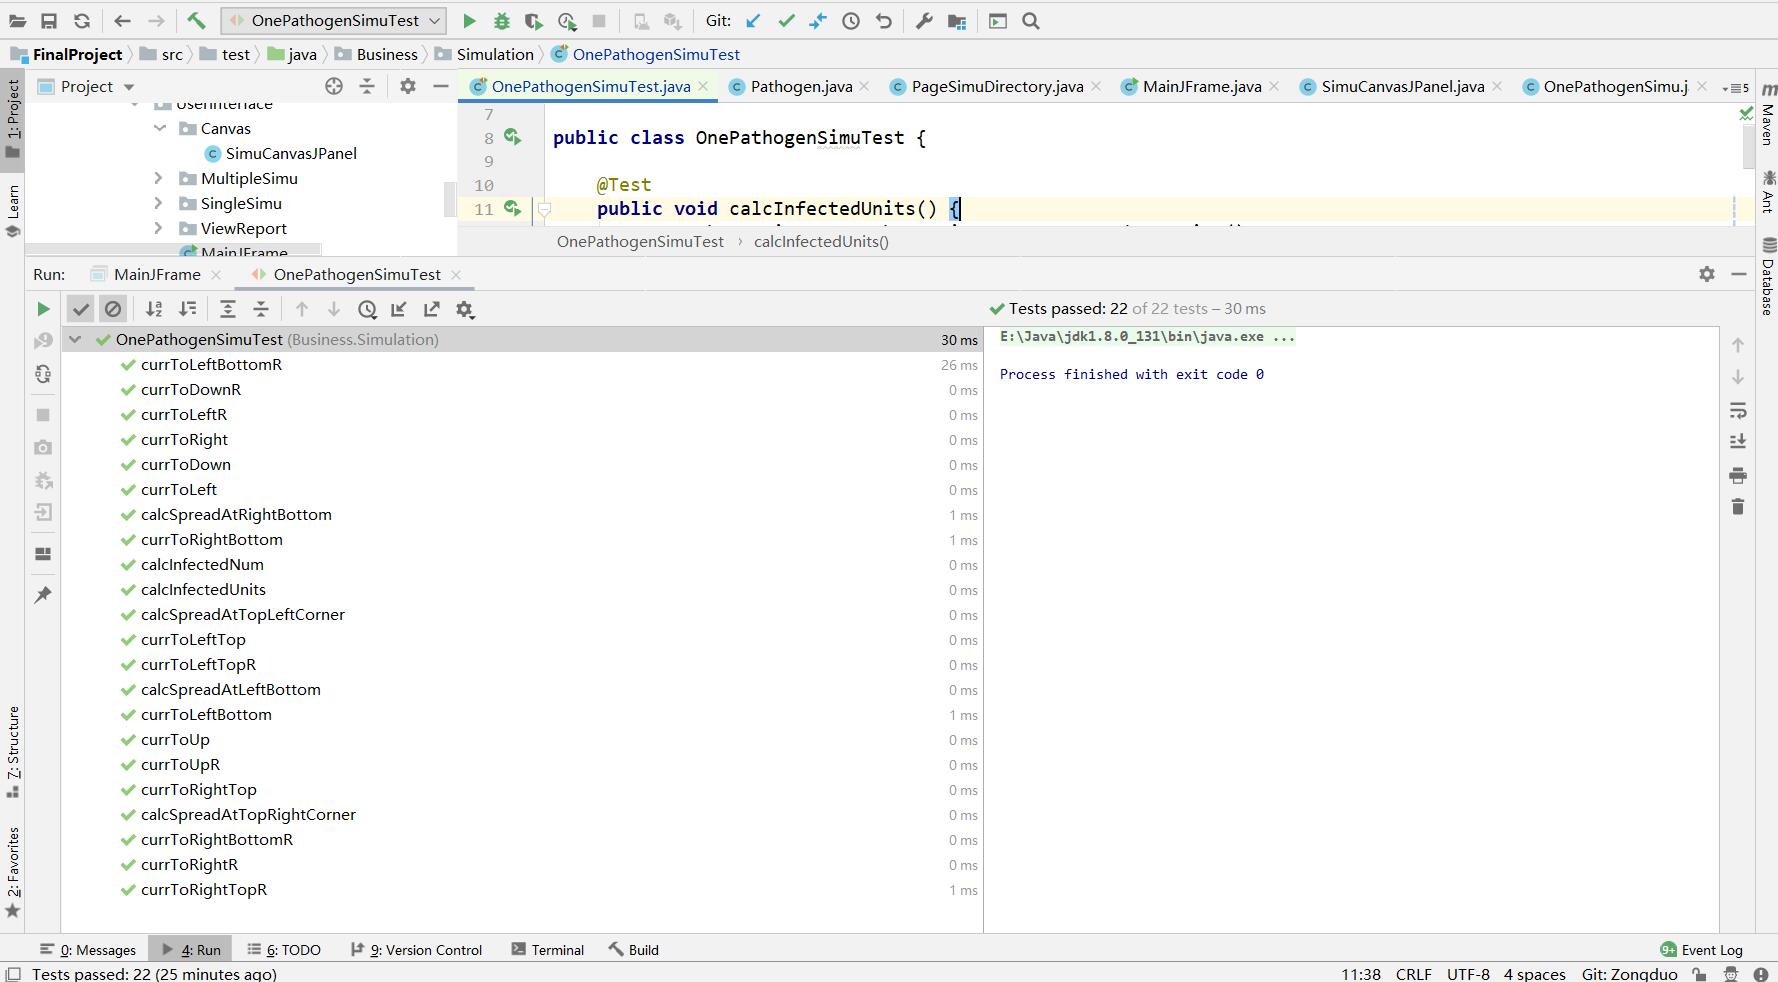 OnePathogenSimuTest
Git:
FinalProject src test java Business Simulation OnePathogenSimuTest
Project
OnePathogenSimuTest.java Pathogen.java PageSimuDirectory.java MainJFrame.java SimuCanvasJPanel.java OnePathogenSimu.j 5
UserInterface
Canvas
SimuCanvasJPanel
MultipleSimu
SingleSimu
ViewReport
MainJFrame
7
8 public class OnePathogenSimuTest {
9
10 @Test
11 public void calcInfectedUnits() {
OnePathogenSimuTest › calcInfectedUnits()
1: Project
Learn
7: Structure
2: Favorites
Maven
Ant
Database
Run: MainJFrame OnePathogenSimuTest
Tests passed: 22 of 22 tests – 30 ms
OnePathogenSimuTest (Business.Simulation) 30 ms
currToLeftBottomR 26 ms
currToDownR 0 ms
currToLeftR 0 ms
currToRight 0 ms
currToDown 0 ms
currToLeft 0 ms
calcSpreadAtRightBottom 1 ms
currToRightBottom 1 ms
calcInfectedNum 0 ms
calcInfectedUnits 0 ms
calcSpreadAtTopLeftCorner 0 ms
currToLeftTop 0 ms
currToLeftTopR 0 ms
calcSpreadAtLeftBottom 0 ms
currToLeftBottom 1 ms
currToUp 0 ms
currToUpR 0 ms
currToRightTop 0 ms
calcSpreadAtTopRightCorner 0 ms
currToRightBottomR 0 ms
currToRightR 0 ms
currToRightTopR 1 ms
E:\Java\jdk1.8.0_131\bin\java.exe ...
Process finished with exit code 0
0: Messages 4: Run 6: TODO 9: Version Control Terminal Build 9+ Event Log
Tests passed: 22 (25 minutes ago) 11:38 CRLF UTF-8 4 spaces Git: Zongduo